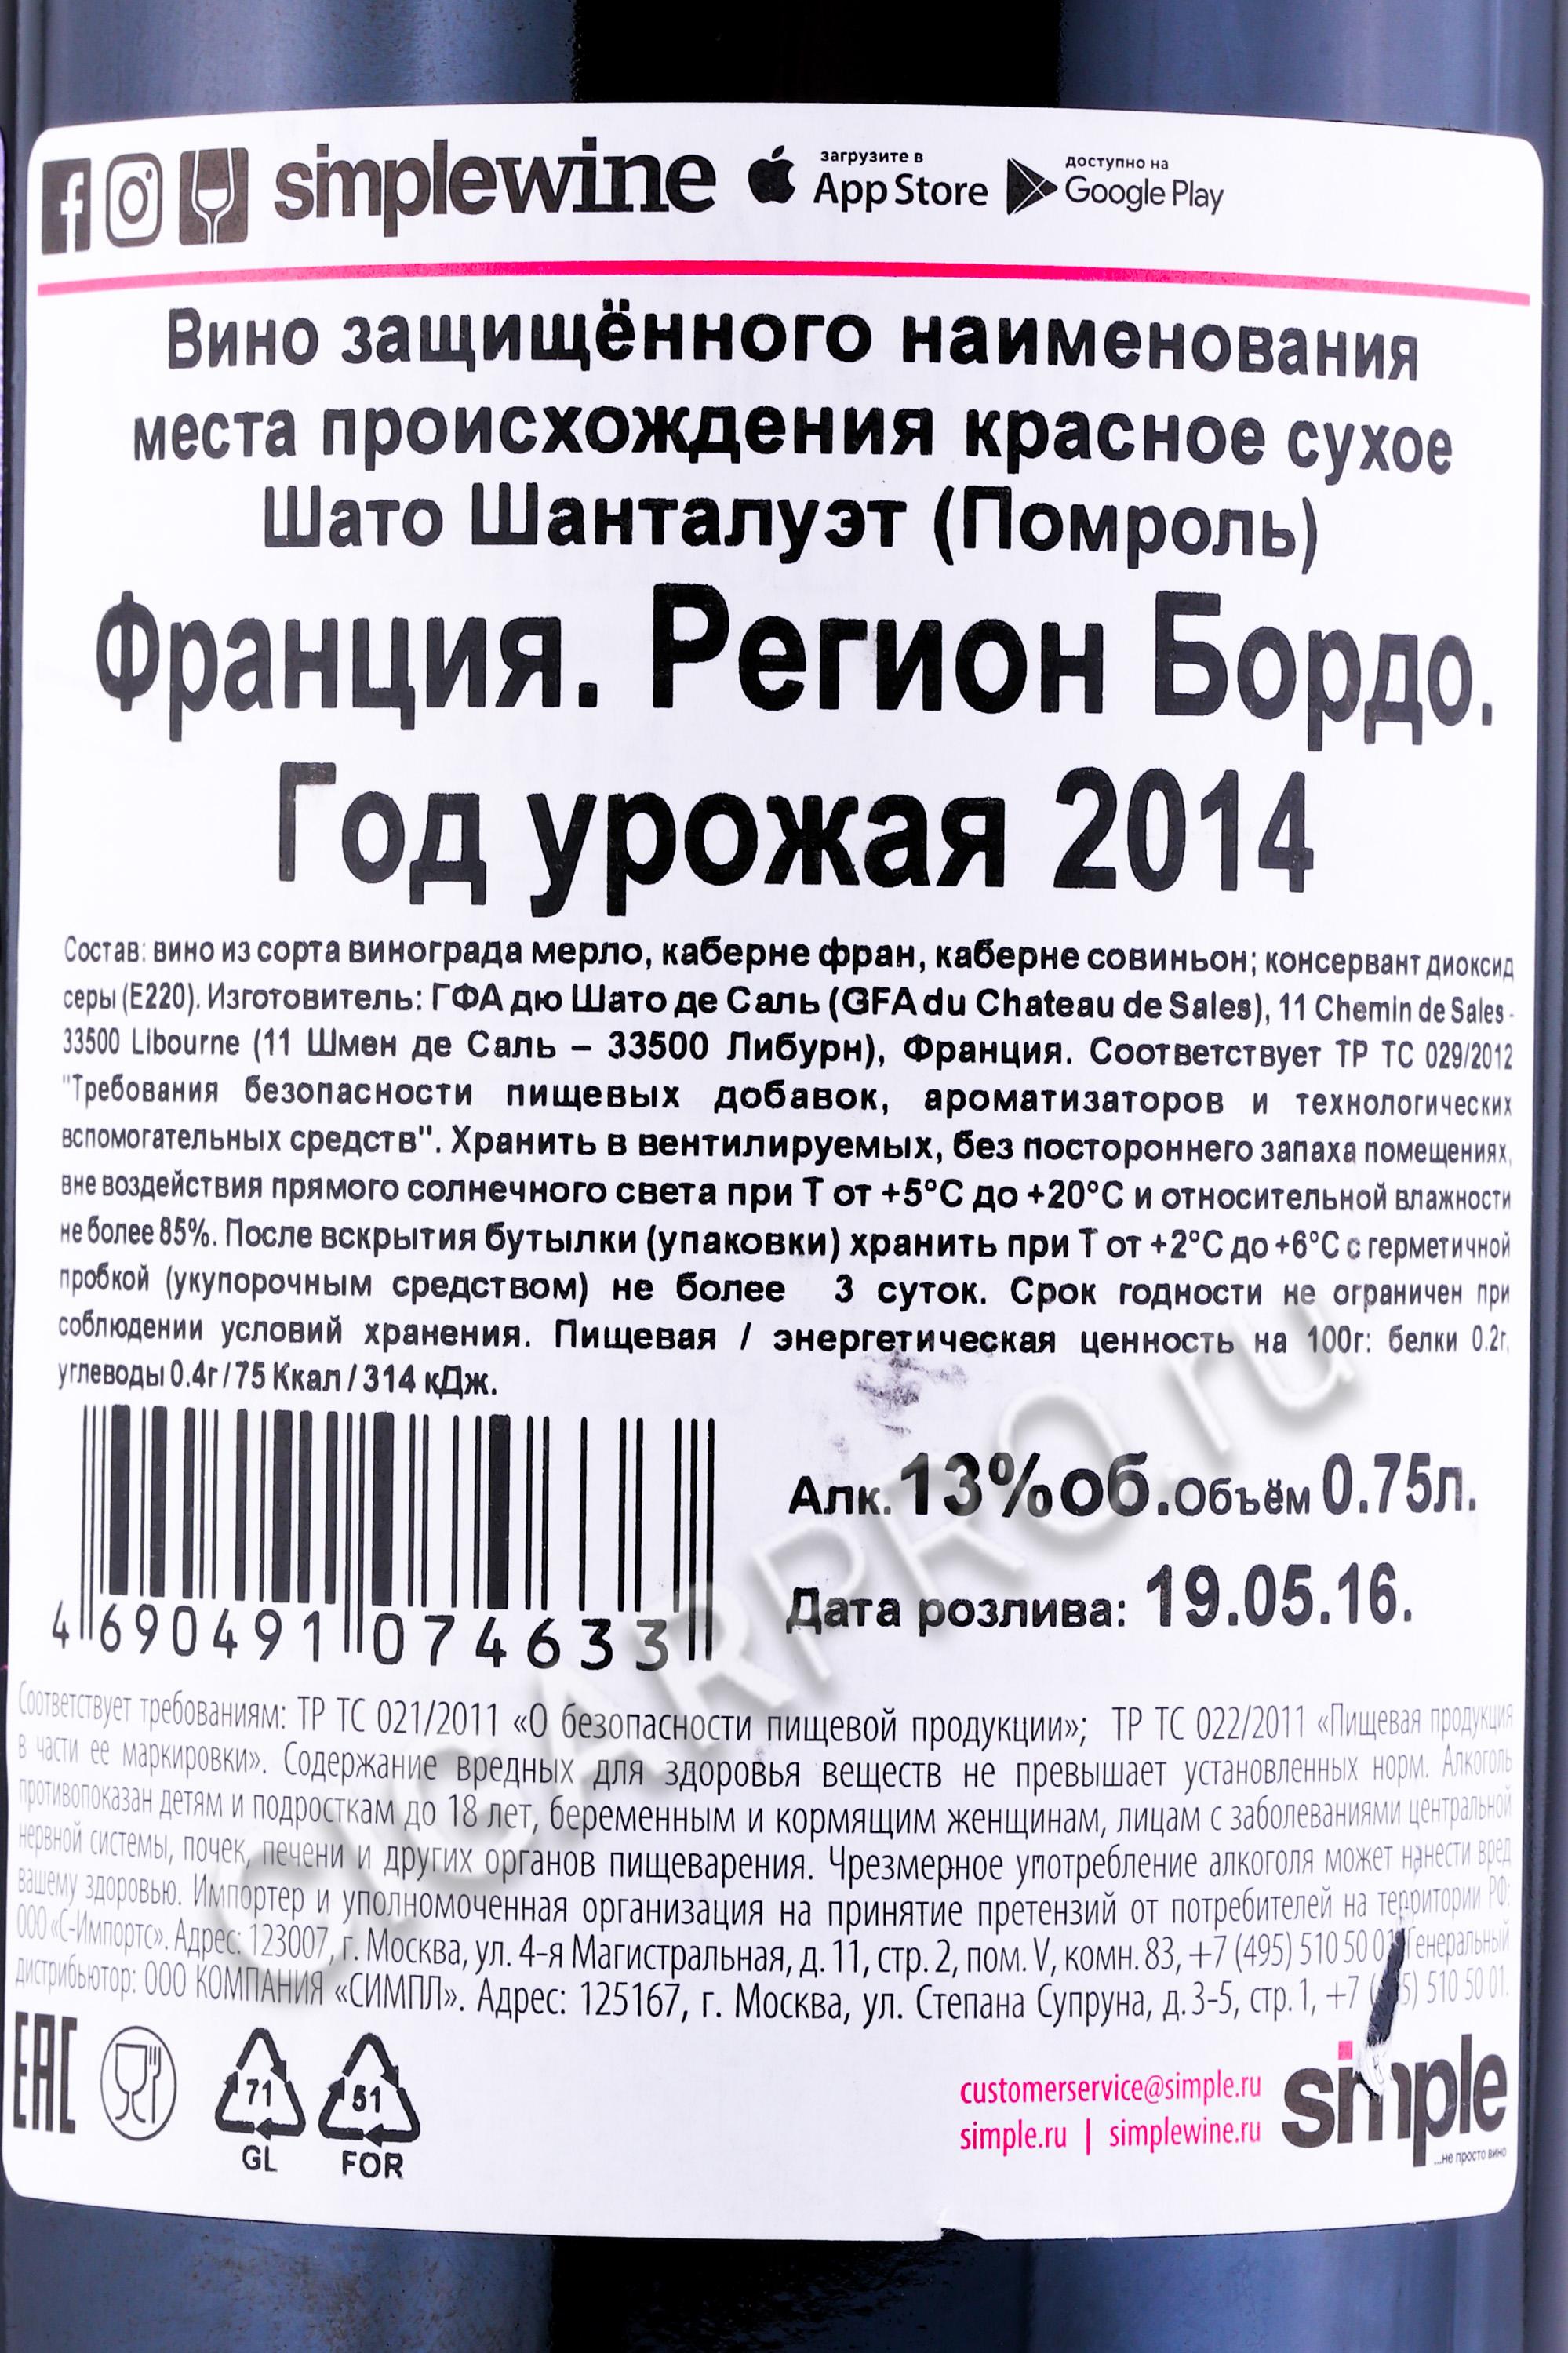 simplewine
загрузите в
App Store
доступно на
Google Play
Вино защищённого наименования
места происхождения красное сухое
Шато Шанталуэт (Помроль)
Франция. Регион Бордо.
Год урожая 2014
Состав: вино из сорта винограда мерло, каберне фран, каберне совиньон; консервант диоксид
серы (Е220). Изготовитель: ГФА дю Шато де Саль (GFA du Chateau de Sales), 11 Chemin de Sales -
33500 Libourne (11 Шмен де Саль – 33500 Либурн), Франция. Соответствует ТР ТС 029/2012
"Требования безопасности пищевых добавок, ароматизаторов и технологических
вспомогательных средств". Хранить в вентилируемых, без постороннего запаха помещениях,
вне воздействия прямого солнечного света при Т от +5°С до +20°С и относительной влажности
не более 85%. После вскрытия бутылки (упаковки) хранить при Т от +2°С до +6°С с герметичной
пробкой (укупорочным средством) не более 3 суток. Срок годности не ограничен при
соблюдении условий хранения. Пищевая / энергетическая ценность на 100г: белки 0.2г,
углеводы 0.4г / 75 Ккал / 314 кДж.
Алк. 13%об. Объём 0.75л.
Дата розлива: 19.05.16.
4 690491 074633
Соответствует требованиям: ТР ТС 021/2011 «О безопасности пищевой продукции»; ТР ТС 022/2011 «Пищевая продукция
в части ее маркировки». Содержание вредных для здоровья веществ не превышает установленных норм. Алкоголь
противопоказан детям и подросткам до 18 лет, беременным и кормящим женщинам, лицам с заболеваниями центральной
нервной системы, почек, печени и других органов пищеварения. Чрезмерное употребление алкоголя может нанести вред
вашему здоровью. Импортер и уполномоченная организация на принятие претензий от потребителей на территории РФ:
ООО «С-Импортс». Адрес: 123007, г. Москва, ул. 4-я Магистральная, д. 11, стр. 2, пом. V, комн. 83, +7 (495) 510 50 01. Генеральный
дистрибьютор: ООО КОМПАНИЯ «СИМПЛ». Адрес: 125167, г. Москва, ул. Степана Супруна, д. 3-5, стр. 1, +7 510 50 01.
EAC
71
GL
51
FOR
customerservice@simple.ru
simple.ru | simplewine.ru
simple
...не просто вино
CIGARPRO.ru